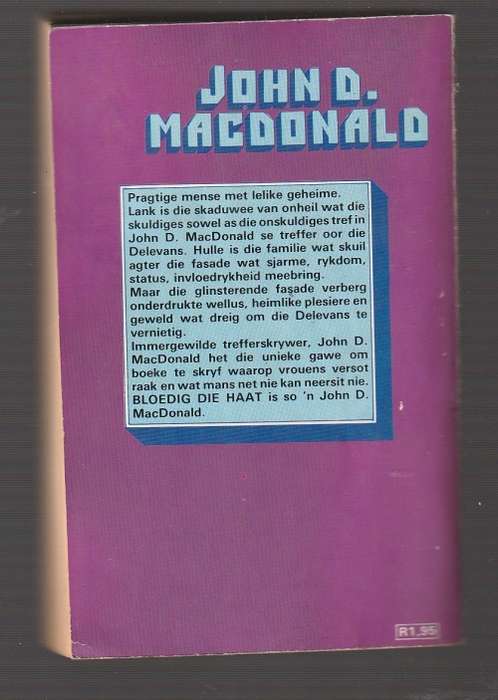 JOHN D.
MACDONALD
Pragtige mense met lelike geheime.
Lank is die skaduwee van onheil wat die
skuldiges sowel as die onskuldiges tref in
John D. MacDonald se treffer oor die
Delevans. Hulle is die familie wat skuil
agter die fasade wat sjarme, rykdom,
status, invloedrykheid meebring.
Maar die glinsterende faşade verberg
onderdrukte wellus, heimlike plesiere en
geweld wat dreig om die Delevans te
vernietig.
Immergewilde trefferskrywer, John D.
MacDonald het die unieke gawe om
boeke te skryf waarop vrouens versot
raak en wat mans net nie kan neersit nie.
BLOEDIG DIE HAAT is so 'n John D.
MacDonald.
R1,95